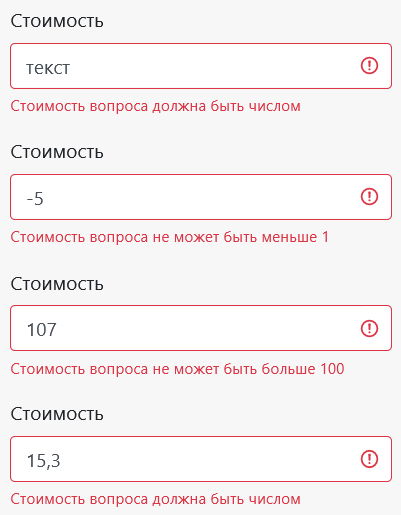 Стоимость
текст
Стоимость вопроса должна быть числом
Стоимость
-5
Стоимость вопроса не может быть меньше 1
Стоимость
107
Стоимость вопроса не может быть больше 100
Стоимость
15,3
Стоимость вопроса должна быть числом